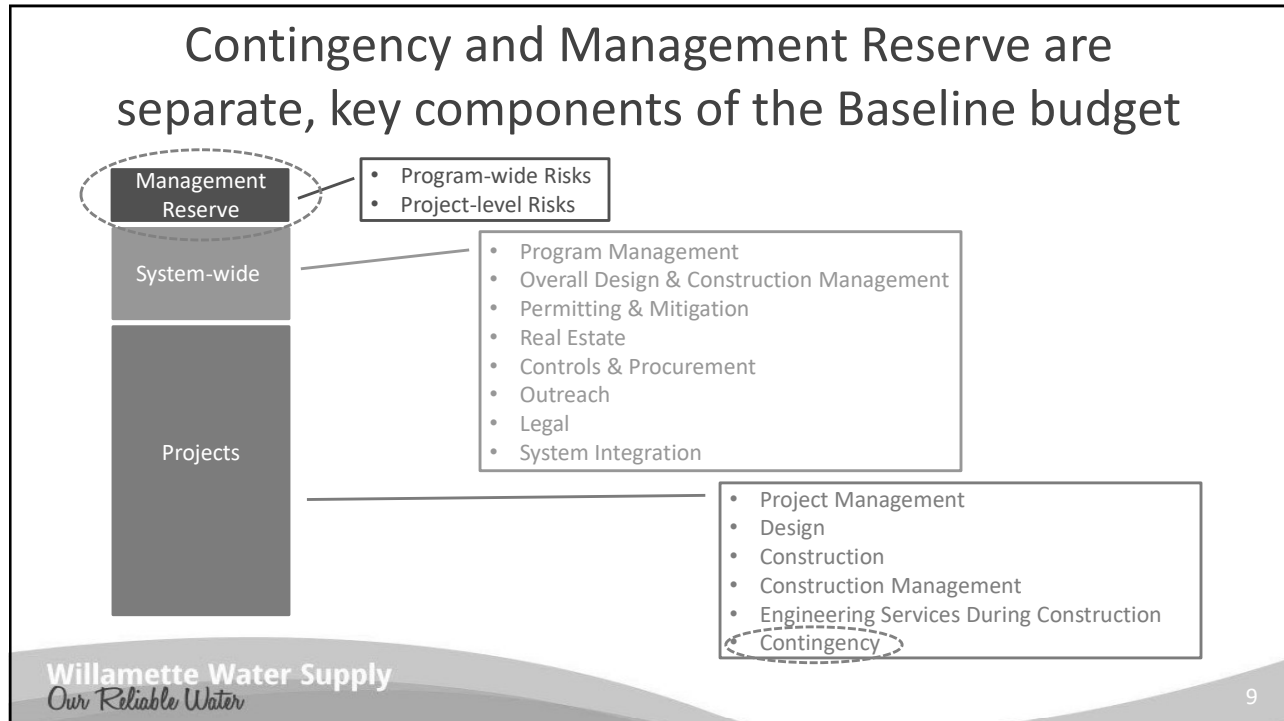 Contingency and Management Reserve are
separate, key components of the Baseline budget
Management
Reserve
• Program-wide Risks
• Project-level Risks
System-wide
• Program Management
• Overall Design & Construction Management
• Permitting & Mitigation
• Real Estate
• Controls & Procurement
• Outreach
• Legal
• System Integration
Projects
• Project Management
• Design
• Construction
• Construction Management
• Engineering Services During Construction
• Contingency
Willamette Water Supply
Our Reliable Water
9